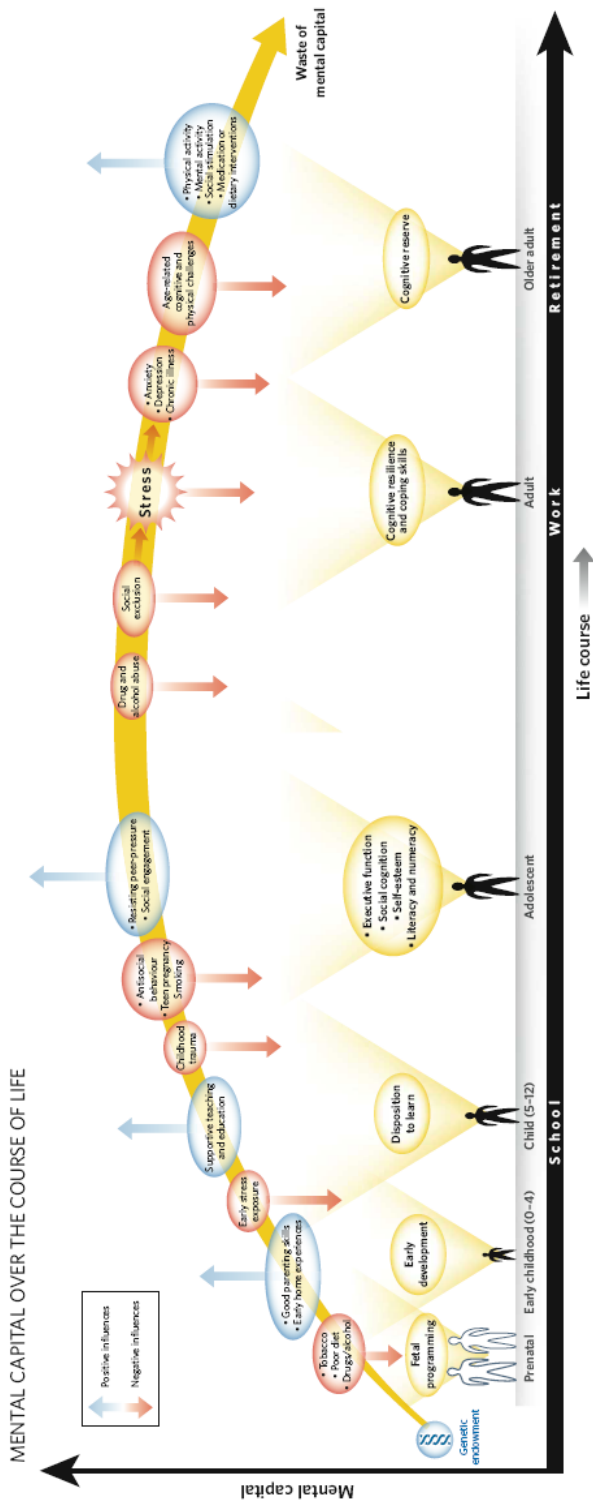 MENTAL CAPITAL OVER THE COURSE OF LIFE
Positive influences
Negative influences
Mental capital
Genetic
endowment
• Tobacco
• Poor diet
• Drugs/alcohol
• Good parenting skills
• Early home experiences
Early stress
exposure
Supportive teaching
and education
Childhood
trauma
• Antisocial
behaviour
• Teen pregnancy
Smoking
• Resisting peer-pressure
• Social engagement
Drug and
alcohol abuse
Social
exclusion
Stress
• Anxiety
• Depression
• Chronic illness
Age-related
cognitive and
physical challenges
• Physical activity
• Mental activity
• Social stimulation
• Medication or
dietary interventions
Waste of
mental capital
Fetal
programming
Early
development
Disposition
to learn
• Executive function
• Social cognition
• Self-esteem
• Literacy and numeracy
Cognitive resilience
and coping skills
Cognitive reserve
Prenatal
Early childhood (0–4)
Child (5–12)
Adolescent
Adult
Older adult
School
Work
Retirement
Life course